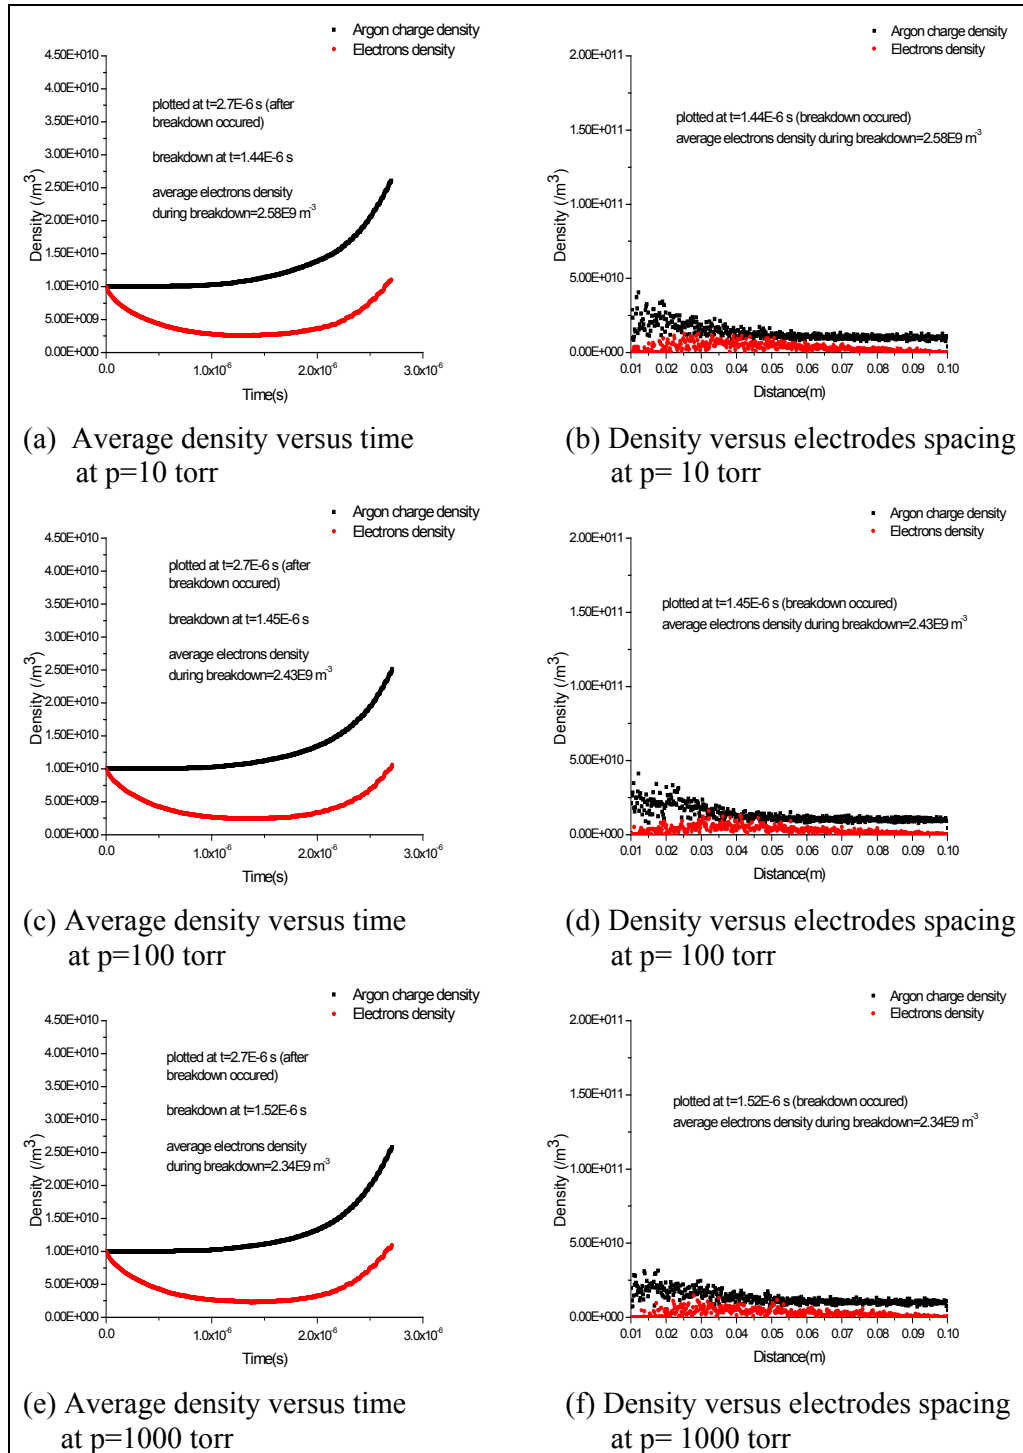 Argon charge density
Electrons density
4.50E+010
4.00E+010
3.50E+010
3.00E+010
2.50E+010
2.00E+010
1.50E+010
1.00E+010
5.00E+009
0.00E+000
Density (/m³)
plotted at t=2.7E-6 s (after
breakdown occured)
breakdown at t=1.44E-6 s
average electrons density
during breakdown=2.58E9 m⁻³
0.0 1.0x10⁻⁶ 2.0x10⁻⁶ 3.0x10⁻⁶
Time(s)
Argon charge density
Electrons density
2.00E+011
1.50E+011
1.00E+011
5.00E+010
0.00E+000
Density (/m³)
plotted at t=1.44E-6 s (breakdown occured)
average electrons density during breakdown=2.58E9 m⁻³
0.01 0.02 0.03 0.04 0.05 0.06 0.07 0.08 0.09 0.10
Distance(m)
(a) Average density versus time
at p=10 torr
(b) Density versus electrodes spacing
at p= 10 torr
Argon charge density
Electrons density
4.50E+010
4.00E+010
3.50E+010
3.00E+010
2.50E+010
2.00E+010
1.50E+010
1.00E+010
5.00E+009
0.00E+000
Density (/m³)
plotted at t=2.7E-6 s (after
breakdown occured)
breakdown at t=1.45E-6 s
average electrons density
during breakdown=2.43E9 m⁻³
0.0 1.0x10⁻⁶ 2.0x10⁻⁶ 3.0x10⁻⁶
Time(s)
Argon charge density
Electrons density
2.00E+011
1.50E+011
1.00E+011
5.00E+010
0.00E+000
Density (/m³)
plotted at t=1.45E-6 s (breakdown occured)
average electrons density during breakdown=2.43E9 m⁻³
0.01 0.02 0.03 0.04 0.05 0.06 0.07 0.08 0.09 0.10
Distance(m)
(c) Average density versus time
at p=100 torr
(d) Density versus electrodes spacing
at p= 100 torr
Argon charge density
Electrons density
4.50E+010
4.00E+010
3.50E+010
3.00E+010
2.50E+010
2.00E+010
1.50E+010
1.00E+010
5.00E+009
0.00E+000
Density (/m³)
plotted at t=2.7E-6 s (after
breakdown occured)
breakdown at t=1.52E-6 s
average electrons density
during breakdown=2.34E9 m⁻³
0.0 1.0x10⁻⁶ 2.0x10⁻⁶ 3.0x10⁻⁶
Time(s)
Argon charge density
Electrons density
2.00E+011
1.50E+011
1.00E+011
5.00E+010
0.00E+000
Density (/m³)
plotted at t=1.52E-6 s (breakdown occured)
average electrons density during breakdown=2.34E9 m⁻³
0.01 0.02 0.03 0.04 0.05 0.06 0.07 0.08 0.09 0.10
Distance(m)
(e) Average density versus time
at p=1000 torr
(f) Density versus electrodes spacing
at p= 1000 torr